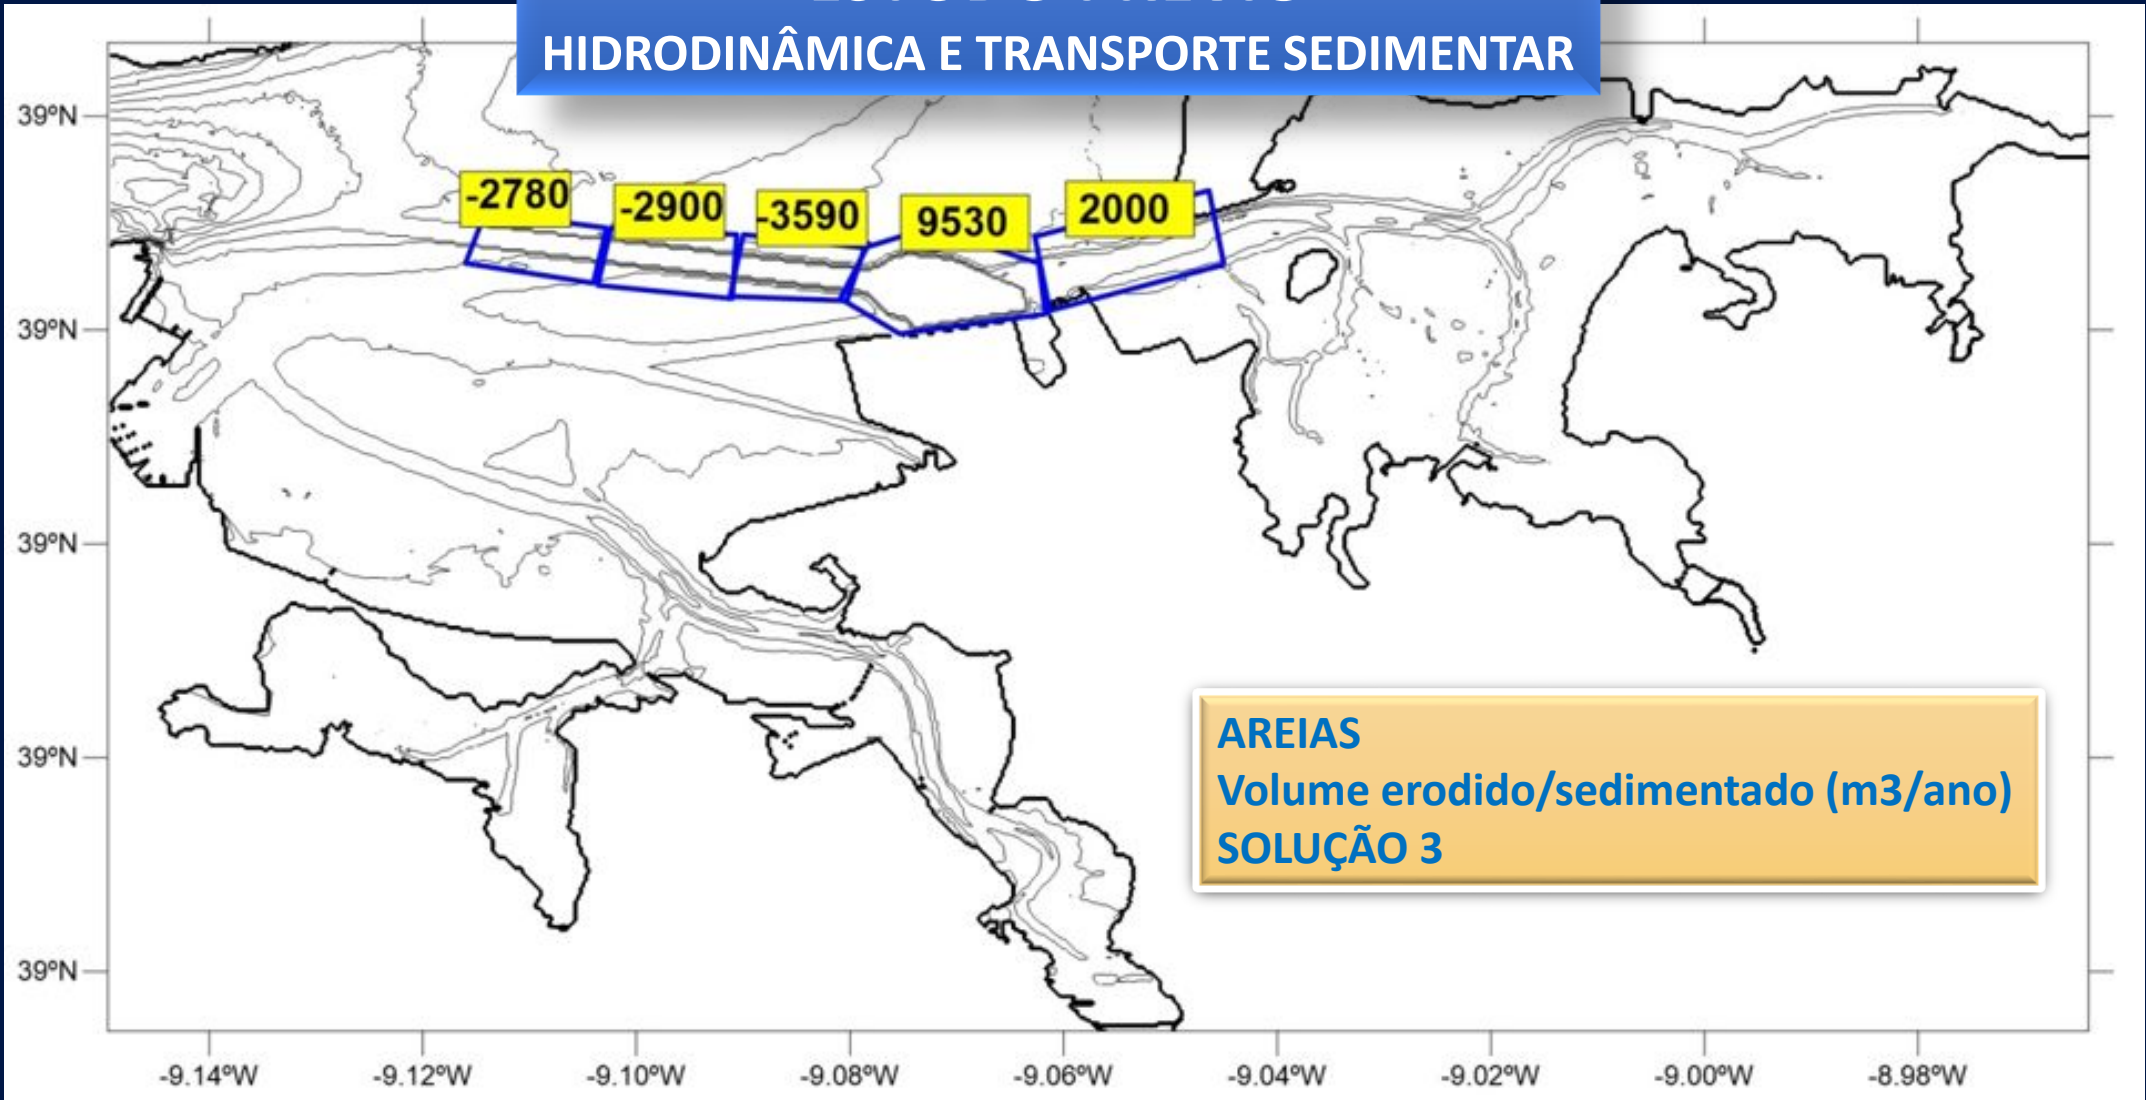 HIDRODINÂMICA E TRANSPORTE SEDIMENTAR
39ºN
-2780
-2900
-3590
9530
2000
39ºN
39ºN
39ºN
39ºN
AREIAS
Volume erodido/sedimentado (m3/ano)
SOLUÇÃO 3
-9.14ºW
-9.12ºW
-9.10ºW
-9.08ºW
-9.06ºW
-9.04ºW
-9.02ºW
-9.00ºW
-8.98ºW